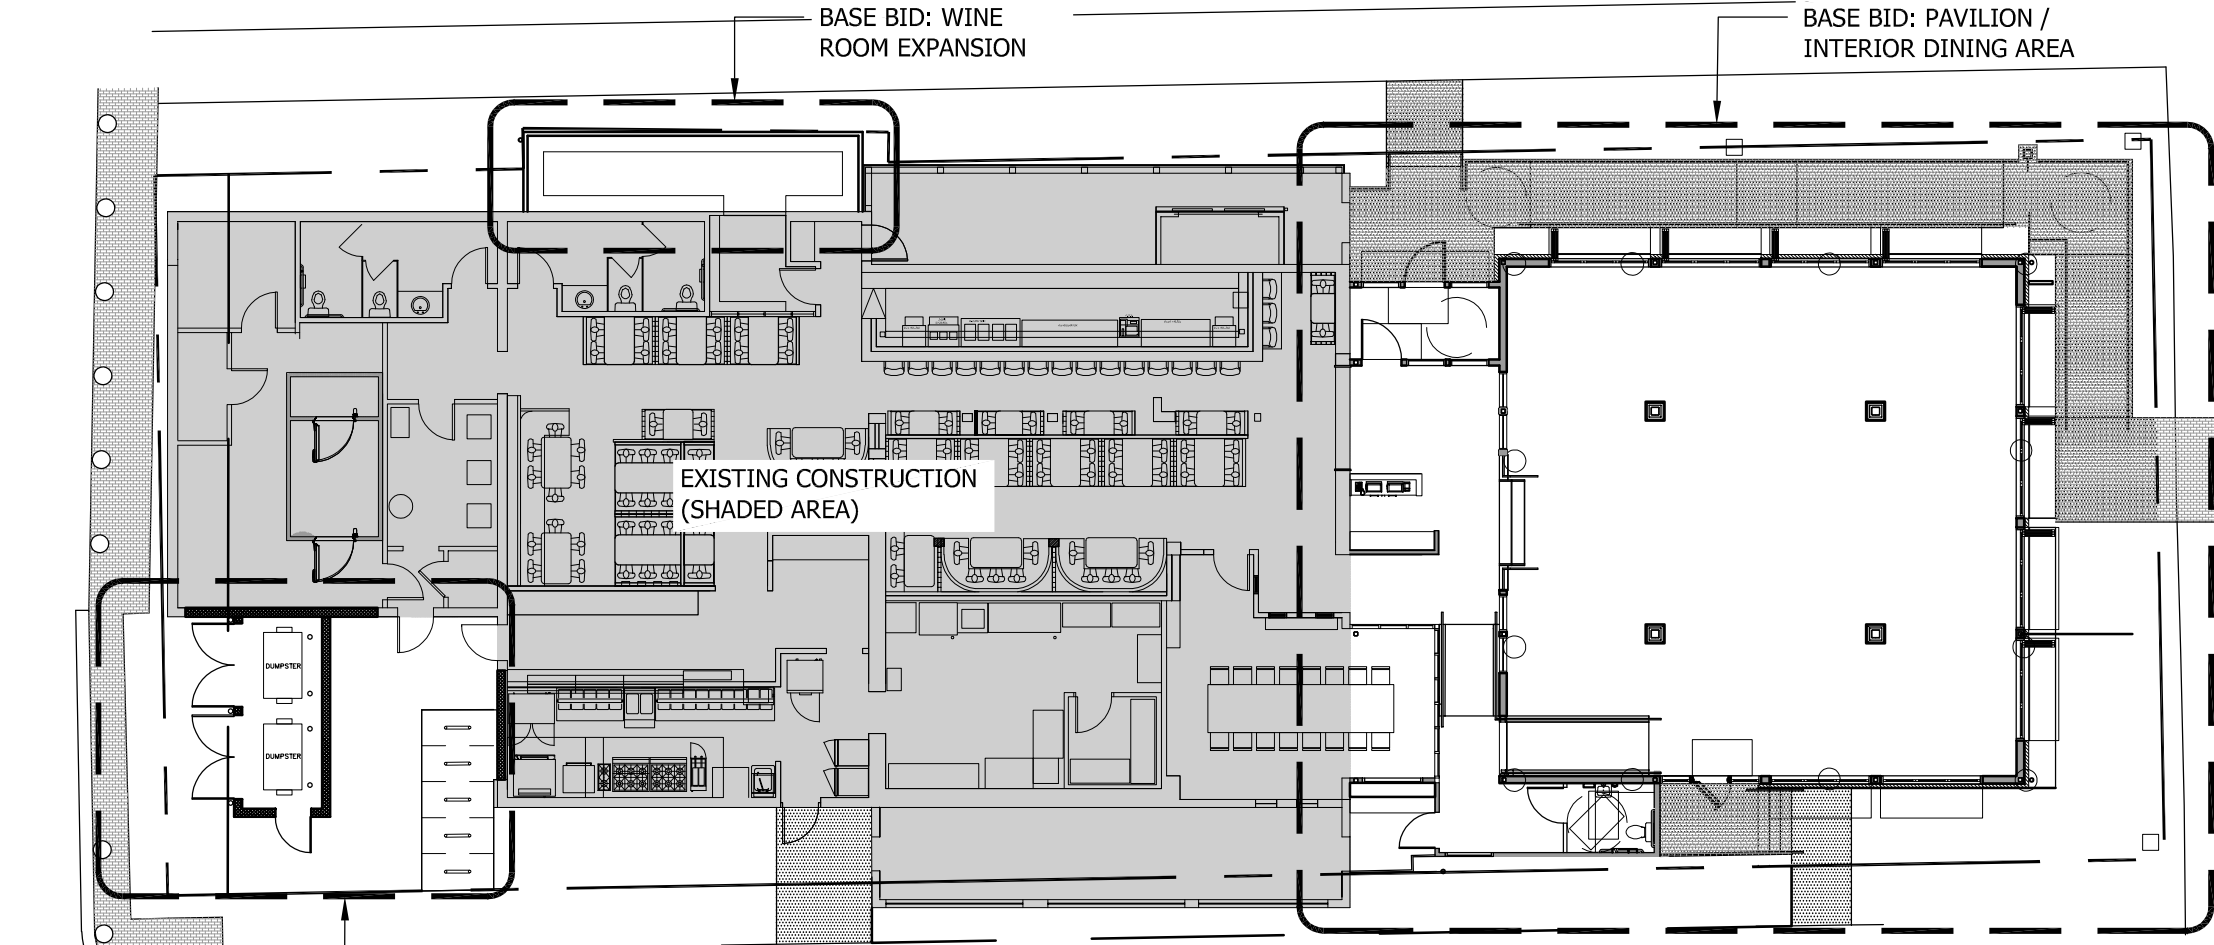 BASE BID: WINE
ROOM EXPANSION
BASE BID: PAVILION /
INTERIOR DINING AREA
EXISTING CONSTRUCTION
(SHADED AREA)
DUMPSTER
DUMPSTER